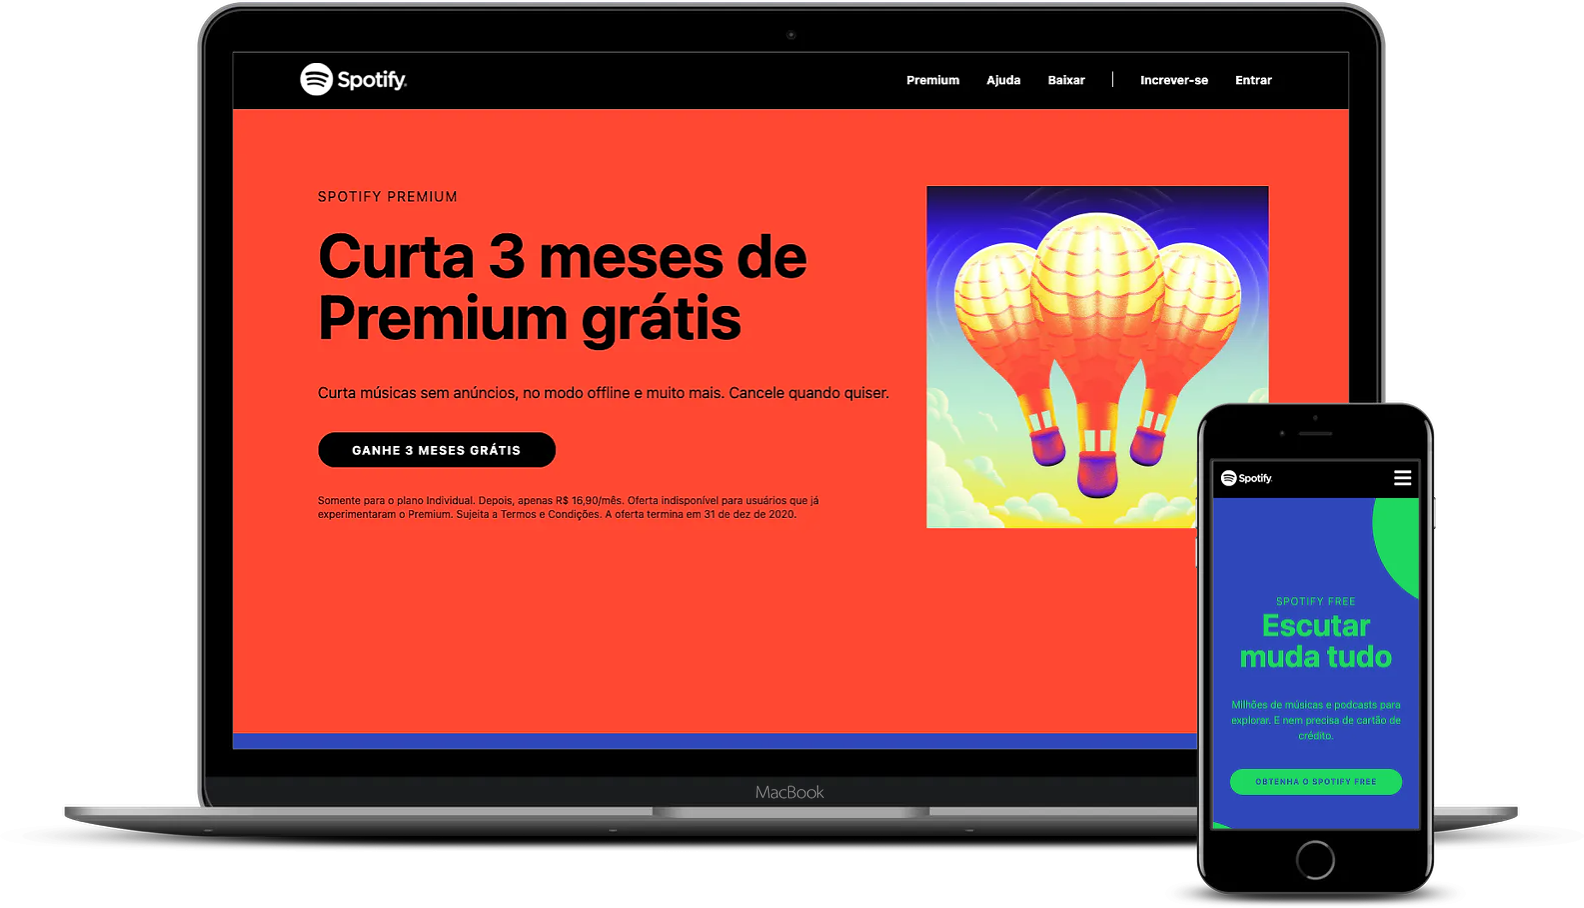 Spotify
Premium Ajuda Baixar | Increver-se Entrar
SPOTIFY PREMIUM
Curta 3 meses de
Premium grátis
Curta músicas sem anúncios, no modo offline e muito mais. Cancele quando quiser.
GANHE 3 MESES GRÁTIS
Somente para o plano Individual. Depois, apenas R$ 16,90/mês. Oferta indisponível para usuários que já
experimentaram o Premium. Sujeita a Termos e Condições. A oferta termina em 31 de dez de 2020.
MacBook
Spotify
SPOTIFY FREE
Escutar
muda tudo
Milhões de músicas e podcasts para
explorar. E nem precisa de cartão de
crédito.
OBTENHA O SPOTIFY FREE